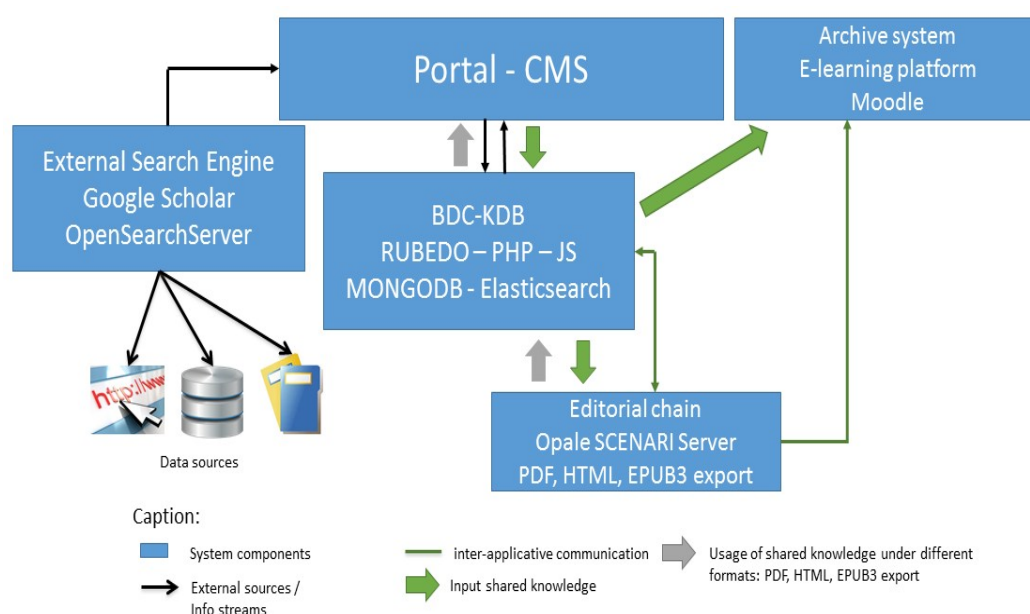 Portal - CMS
Archive system
E-learning platform
Moodle
External Search Engine
Google Scholar
OpenSearchServer
BDC-KDB
RUBEDO – PHP – JS
MONGODB - Elasticsearch
http://www
Data sources
Editorial chain
Opale SCENARI Server
PDF, HTML, EPUB3 export
Caption:
System components
External sources /
Info streams
inter-applicative communication
Input shared knowledge
Usage of shared knowledge under different
formats: PDF, HTML, EPUB3 export